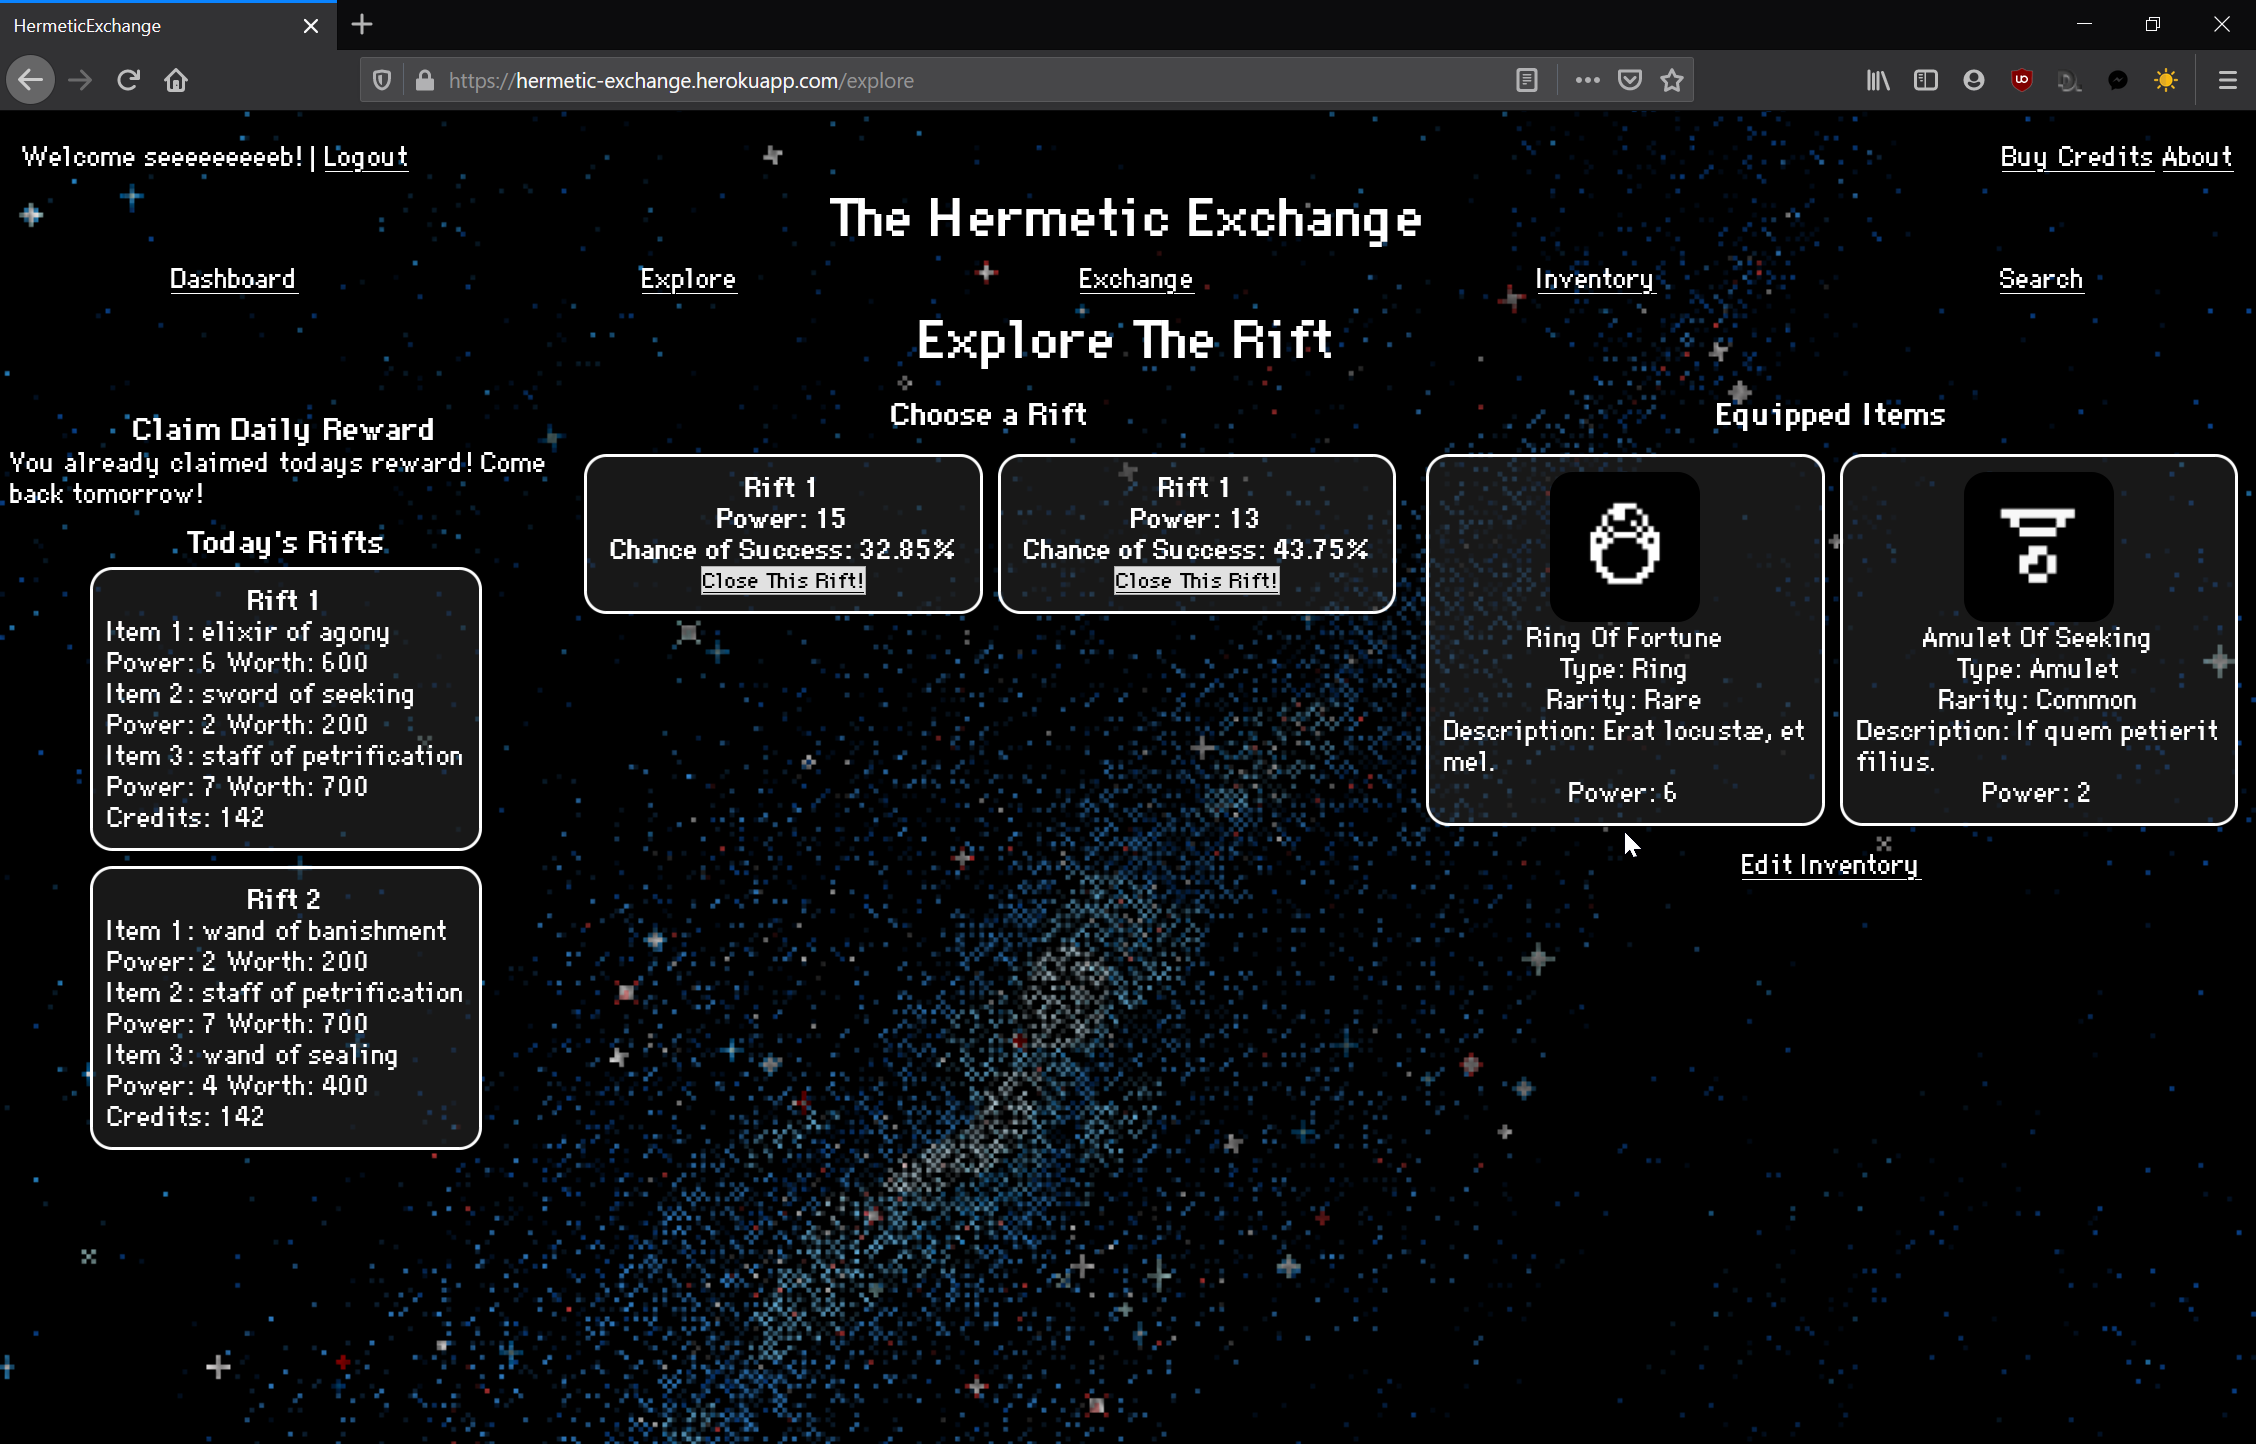 HermeticExchange
https://hermetic-exchange.herokuapp.com/explore
Welcome seeeeeeeeeb! | Logout
Buy Credits About
The Hermetic Exchange
Dashboard
Explore
Exchange
Inventory
Search
Explore The Rift
Claim Daily Reward
You already claimed todays reward! Come
back tomorrow!
Today's Rifts
Rift 1
Item 1: elixir of agony
Power: 6 Worth: 600
Item 2: sword of seeking
Power: 2 Worth: 200
Item 3: staff of petrification
Power: 7 Worth: 700
Credits: 142
Rift 2
Item 1: wand of banishment
Power: 2 Worth: 200
Item 2: staff of petrification
Power: 7 Worth: 700
Item 3: wand of sealing
Power: 4 Worth: 400
Credits: 142
Choose a Rift
Rift 1
Power: 15
Chance of Success: 32.85%
Close This Rift!
Rift 1
Power: 13
Chance of Success: 43.75%
Close This Rift!
Equipped Items
Ring Of Fortune
Type: Ring
Rarity: Rare
Description: Erat locustæ, et
mel.
Power: 6
Amulet Of Seeking
Type: Amulet
Rarity: Common
Description: If quem petierit
filius.
Power: 2
Edit Inventory